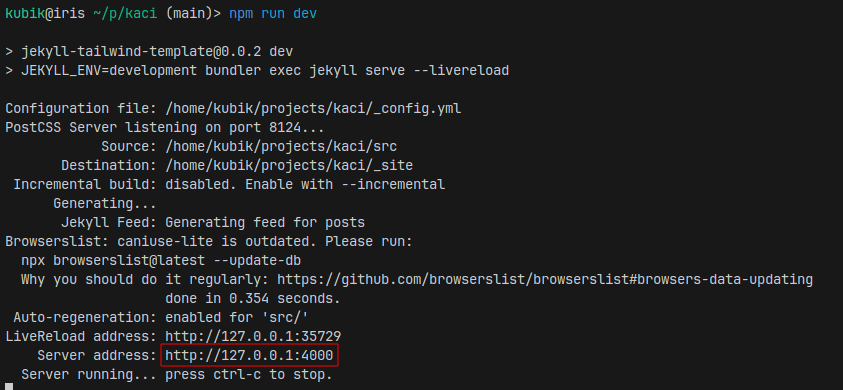 kubik@iris ~/p/kaci (main)> npm run dev
> jekyll-tailwind-template@0.0.2 dev
> JEKYLL_ENV=development bundler exec jekyll serve --livereload
Configuration file: /home/kubik/projects/kaci/_config.yml
PostCSS Server listening on port 8124...
Source: /home/kubik/projects/kaci/src
Destination: /home/kubik/projects/kaci/_site
Incremental build: disabled. Enable with --incremental
Generating...
Jekyll Feed: Generating feed for posts
Browserslist: caniuse-lite is outdated. Please run:
npx browserslist@latest --update-db
Why you should do it regularly: https://github.com/browserslist/browserslist#browsers-data-updating
done in 0.354 seconds.
Auto-regeneration: enabled for 'src/'
LiveReload address: http://127.0.0.1:35729
Server address: http://127.0.0.1:4000
Server running... press ctrl-c to stop.